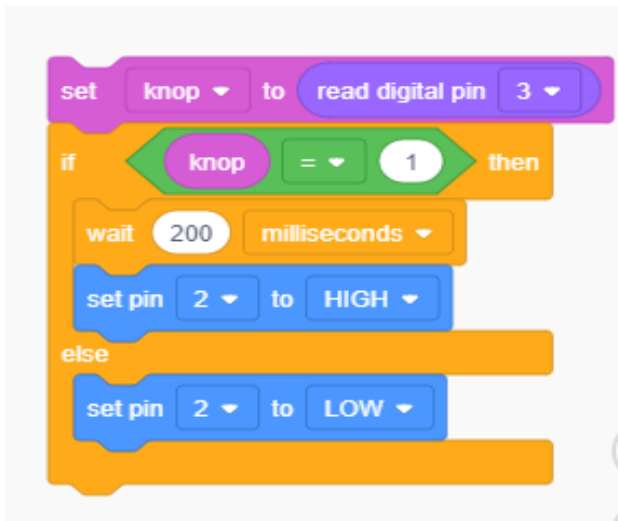 set knop to read digital pin 3
if knop = 1 then
wait 200 milliseconds
set pin 2 to HIGH
else
set pin 2 to LOW